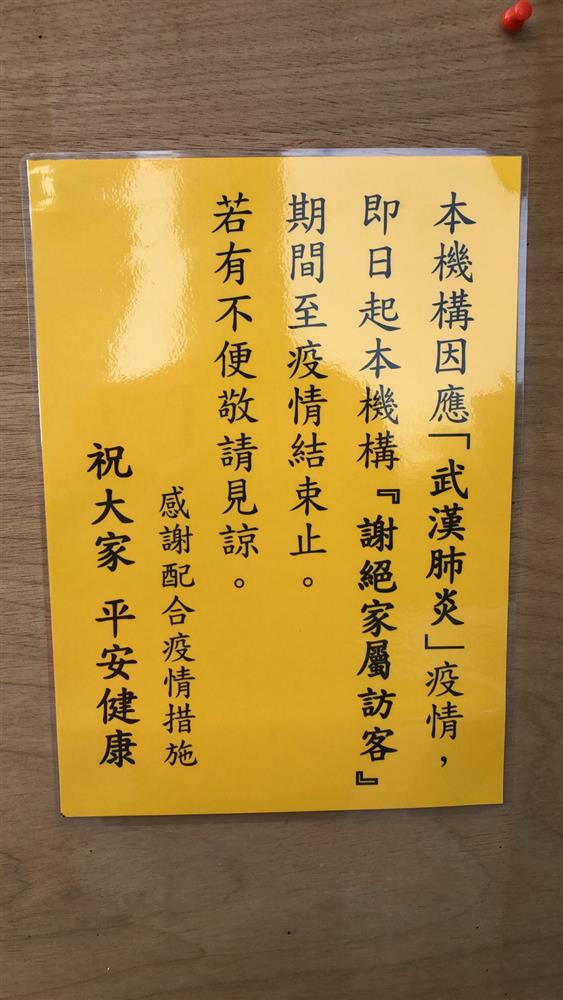 本機構因應「武漢肺炎」疫情，
即日起本機構『謝絕家屬訪客』
期間至疫情結束止。
若有不便敬請見諒。
感謝配合疫情措施
祝大家 平安健康